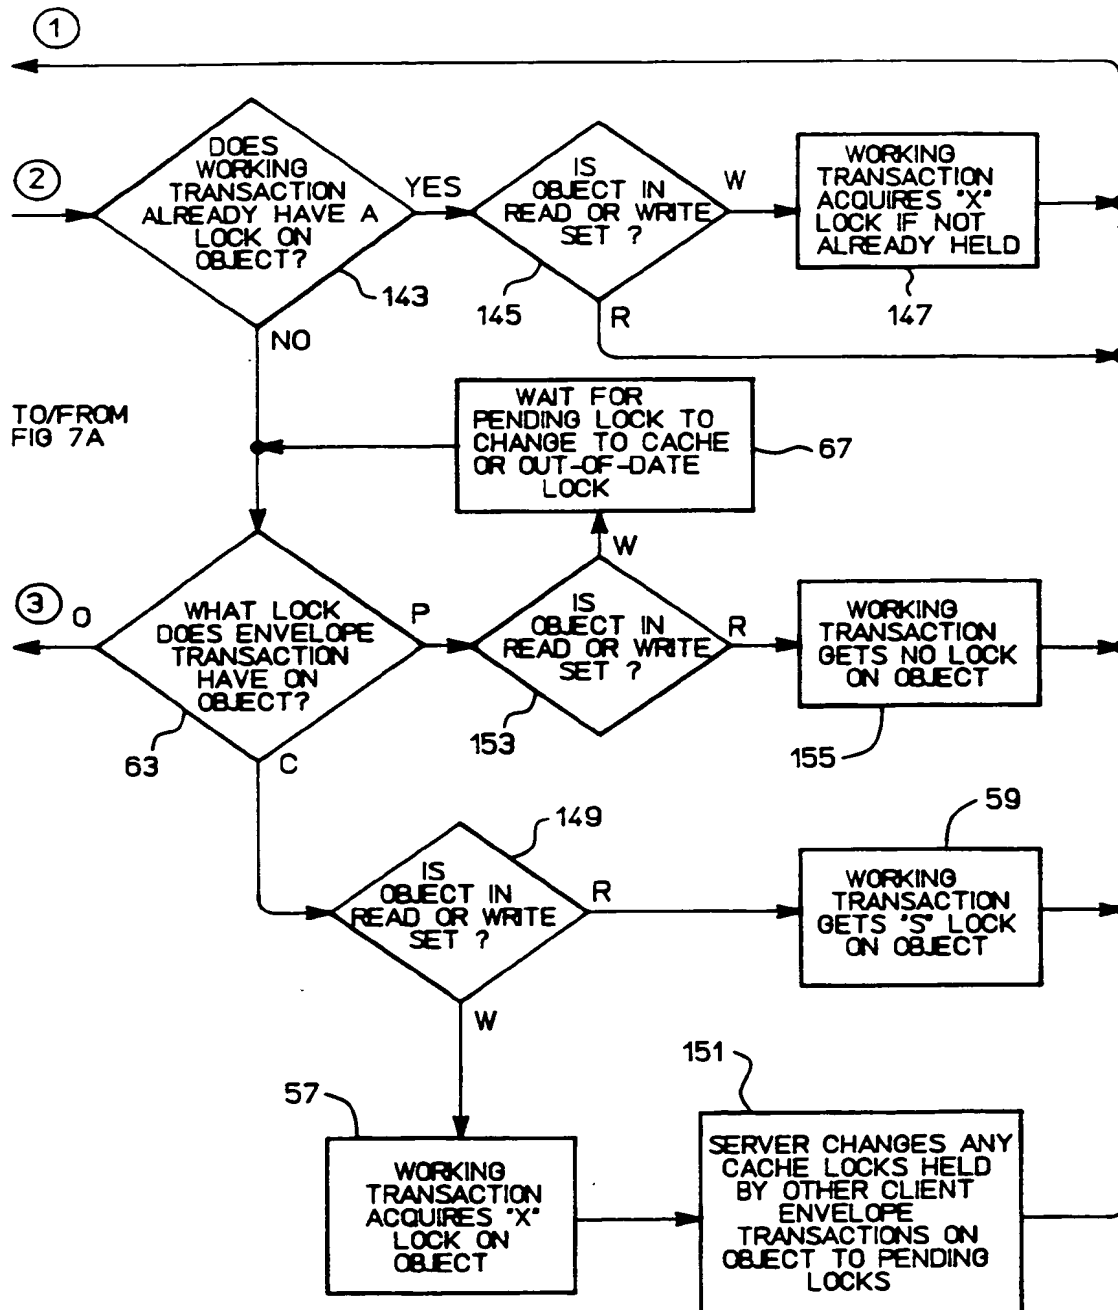 1
2
DOES
WORKING
TRANSACTION
ALREADY HAVE A
LOCK ON
OBJECT?
YES
143
NO
IS
OBJECT IN
READ OR WRITE
SET ?
W
145
R
WORKING
TRANSACTION
ACQUIRES "X"
LOCK IF NOT
ALREADY HELD
147
TO/FROM
FIG 7A
WAIT FOR
PENDING LOCK TO
CHANGE TO CACHE
OR OUT-OF-DATE
LOCK
67
3
O
WHAT LOCK
DOES ENVELOPE
TRANSACTION
HAVE ON
OBJECT?
P
63
C
W
IS
OBJECT IN
READ OR WRITE
SET ?
R
153
WORKING
TRANSACTION
GETS NO LOCK
ON OBJECT
155
149
IS
OBJECT IN
READ OR WRITE
SET ?
R
W
59
WORKING
TRANSACTION
GETS "S" LOCK
ON OBJECT
57
WORKING
TRANSACTION
ACQUIRES "X"
LOCK ON
OBJECT
151
SERVER CHANGES ANY
CACHE LOCKS HELD
BY OTHER CLIENT
ENVELOPE
TRANSACTIONS ON
OBJECT TO PENDING
LOCKS